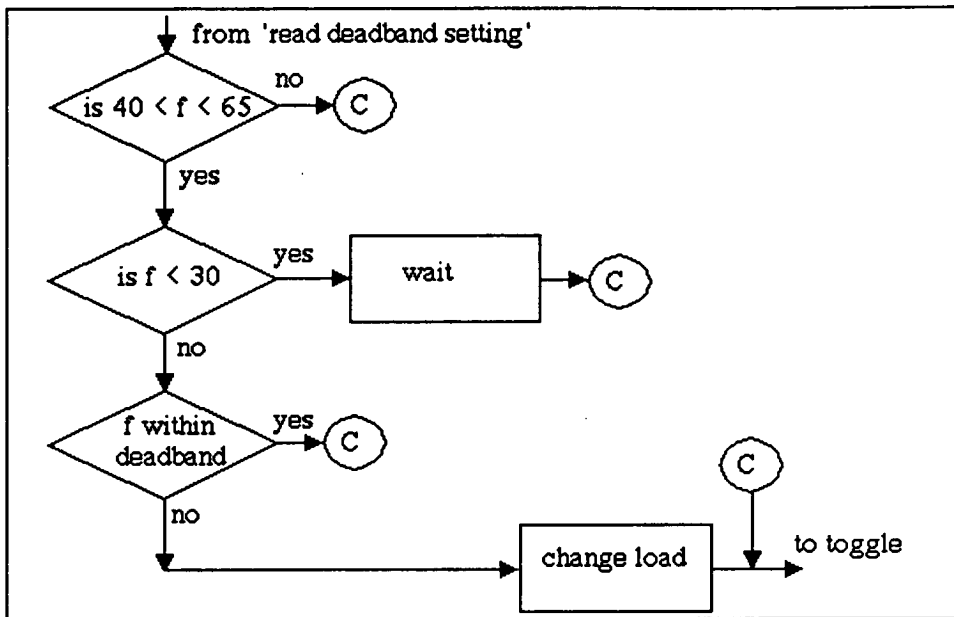 from 'read deadband setting'
no
is 40 < f < 65
C
yes
yes
is f < 30
wait
C
no
f within
deadband
yes
C
C
no
change load
to toggle